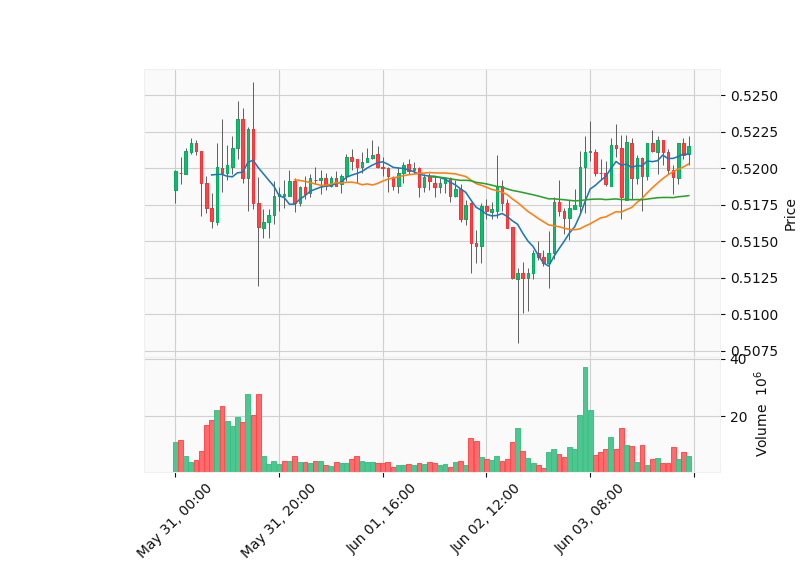 0.5250
0.5225
0.5200
0.5175
0.5150
0.5125
0.5100
0.5075
Price
40
20
Volume 10⁶
May 31, 00:00
May 31, 20:00
Jun 01, 16:00
Jun 02, 12:00
Jun 03, 08:00